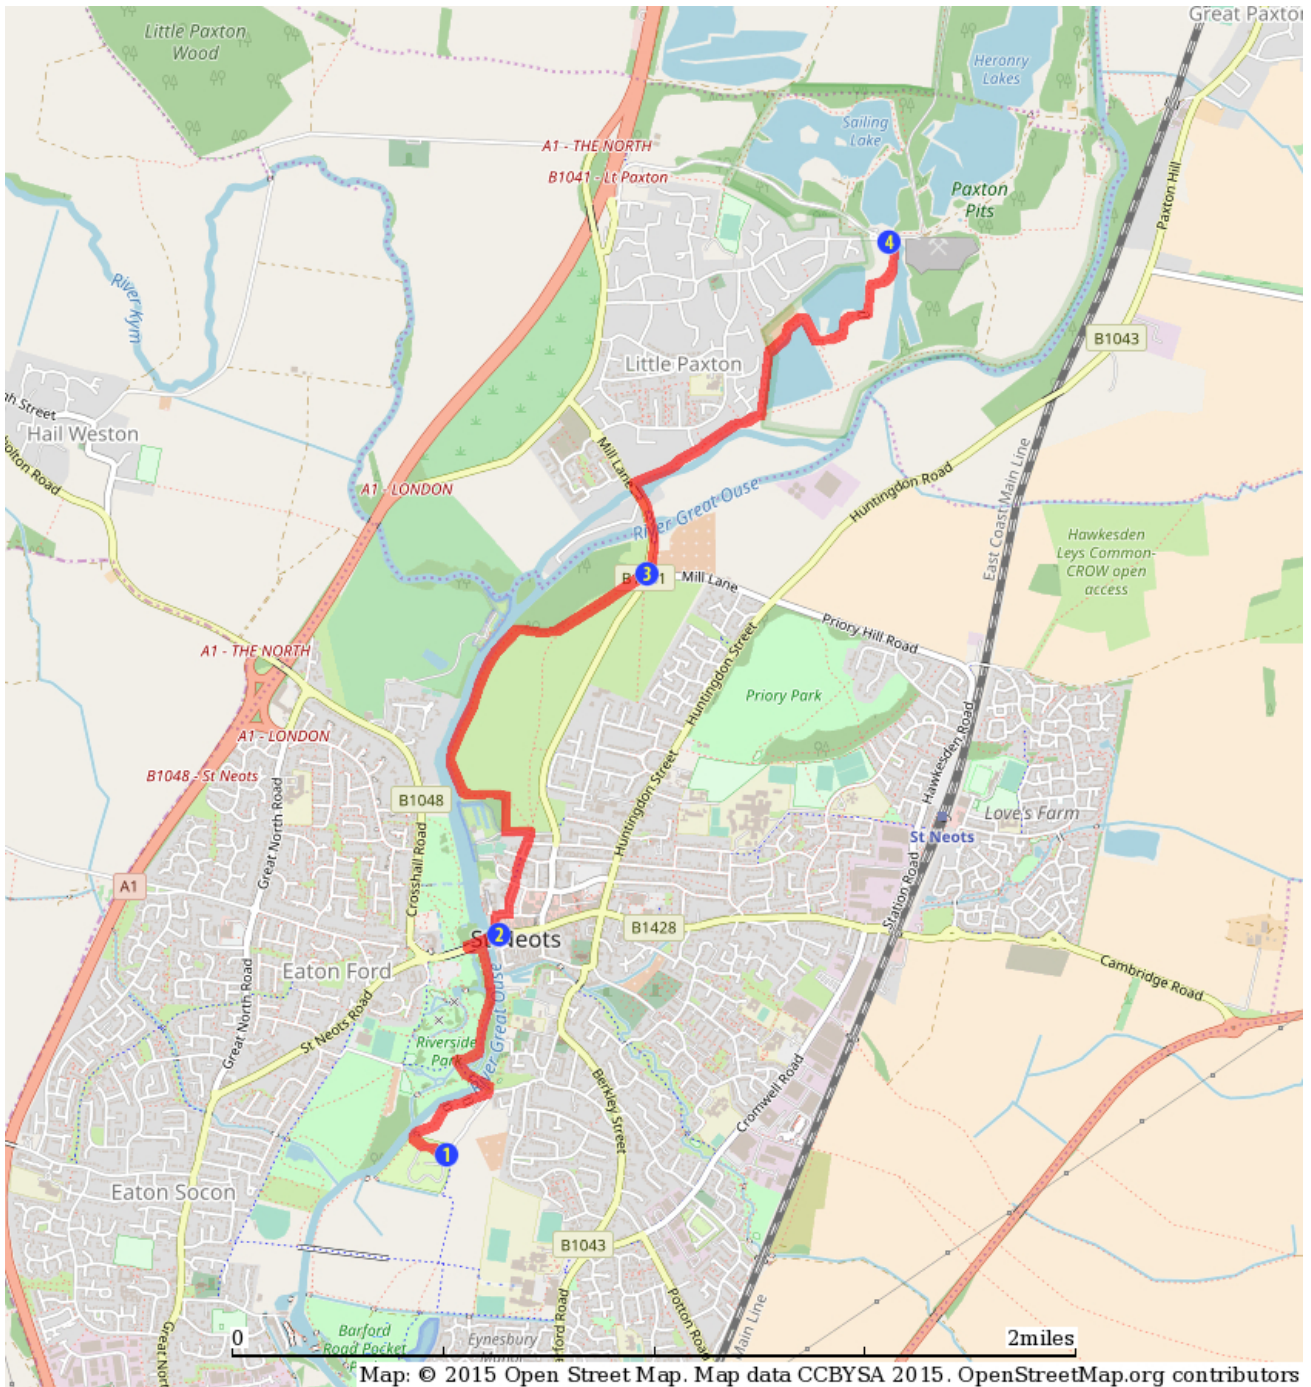 Great Paxton
Little Paxton
Wood
Heronry
Lakes
Sailing
Lake
A1 - THE NORTH
B1041 - Lt Paxton
Paxton
Pits
Paxton Hill
4
River Kym
B1043
Little Paxton
Hail Weston
Mill Lane
A1 - LONDON
River Great Ouse
Huntingdon Road
East Coast Main Line
Hawkesden
Leys Common-
CROW open
access
3
Mill Lane
Priory Hill Road
A1 - THE NORTH
Huntingdon Street
Priory Park
A1 - LONDON
Hawkesden Road
B1048 - St Neots
Great North Road
B1048
Huntingdon Street
Love's Farm
St Neots
Crosshall Road
A1
Station Road
2
St Neots
B1428
Eaton Ford
Cambridge Road
St Neots Road
Great North Road
River Great Ouse
Riverside
Park
Berkley Street
Cromwell Road
1
Eaton Socon
B1043
Potton Road
Main Line
Barford
Road Pocket
Eynesbury
0
2miles
Map: © 2015 Open Street Map. Map data CCBYSA 2015. OpenStreetMap.org contributors